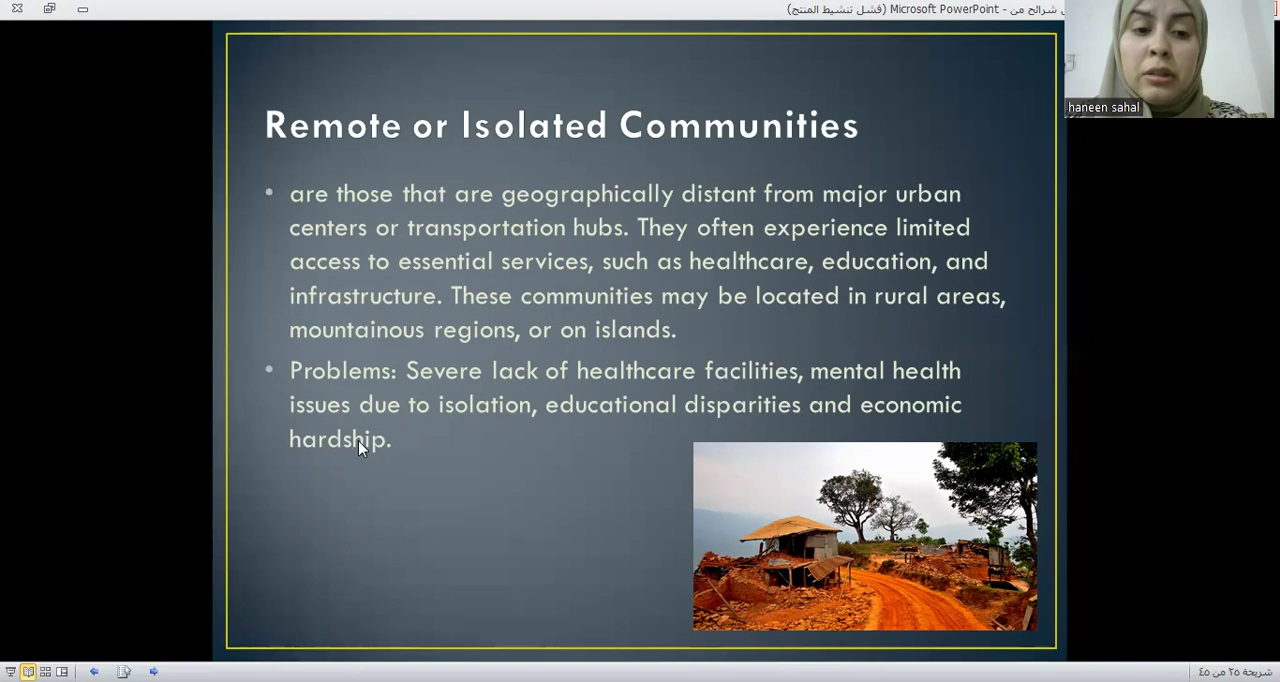 شرائح من - Microsoft PowerPoint (فشل تنشيط المنتج)
haneen sahal
Remote or Isolated Communities
• are those that are geographically distant from major urban
centers or transportation hubs. They often experience limited
access to essential services, such as healthcare, education, and
infrastructure. These communities may be located in rural areas,
mountainous regions, or on islands.
• Problems: Severe lack of healthcare facilities, mental health
issues due to isolation, educational disparities and economic
hardship.
شريحة ٢٥ من ٤٥